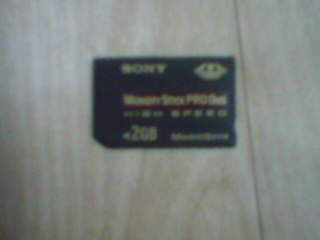 SONY
MEMORY STICK PRO DUO
HIGH SPEED
2GB